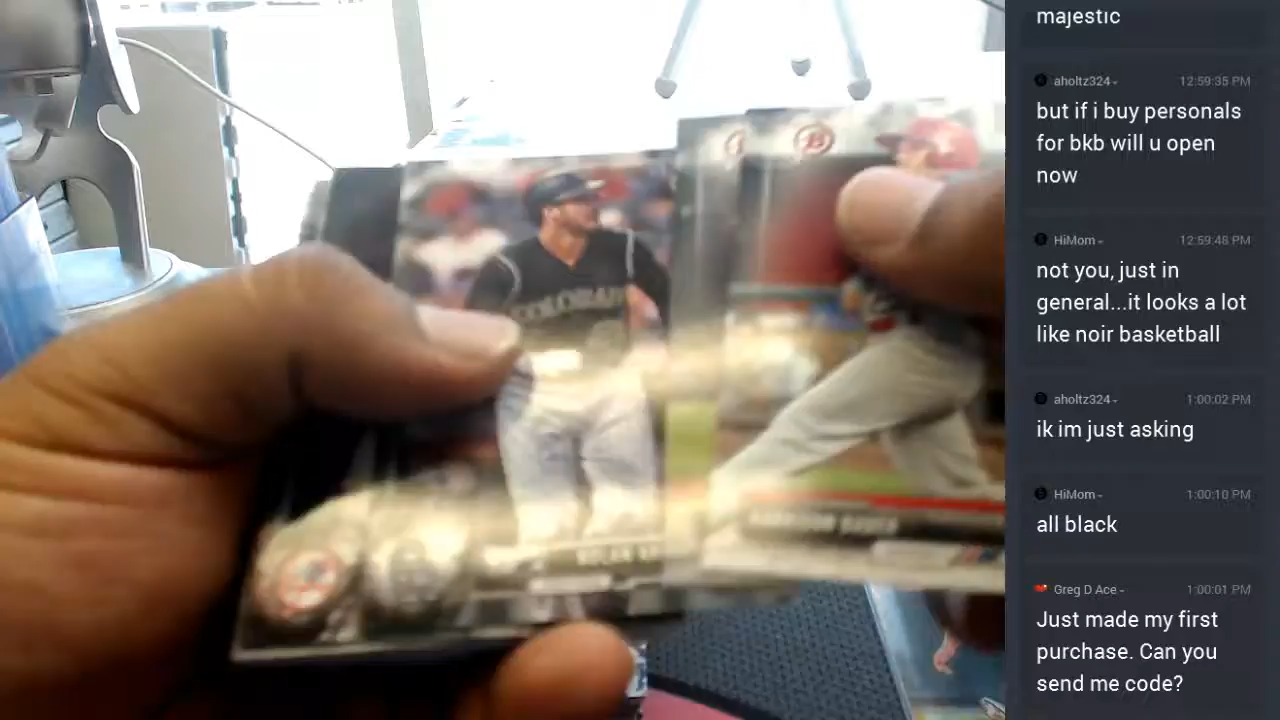 majestic
aholtz324
12:59:35 PM
but if i buy personals
for bkb will u open
now
HiMom
12:59:48 PM
not you, just in
general...it looks a lot
like noir basketball
aholtz324
1:00:02 PM
ik im just asking
HiMom
1:00:10 PM
all black
Greg D Ace
1:00:01 PM
Just made my first
purchase. Can you
send me code?
COLORAD
B